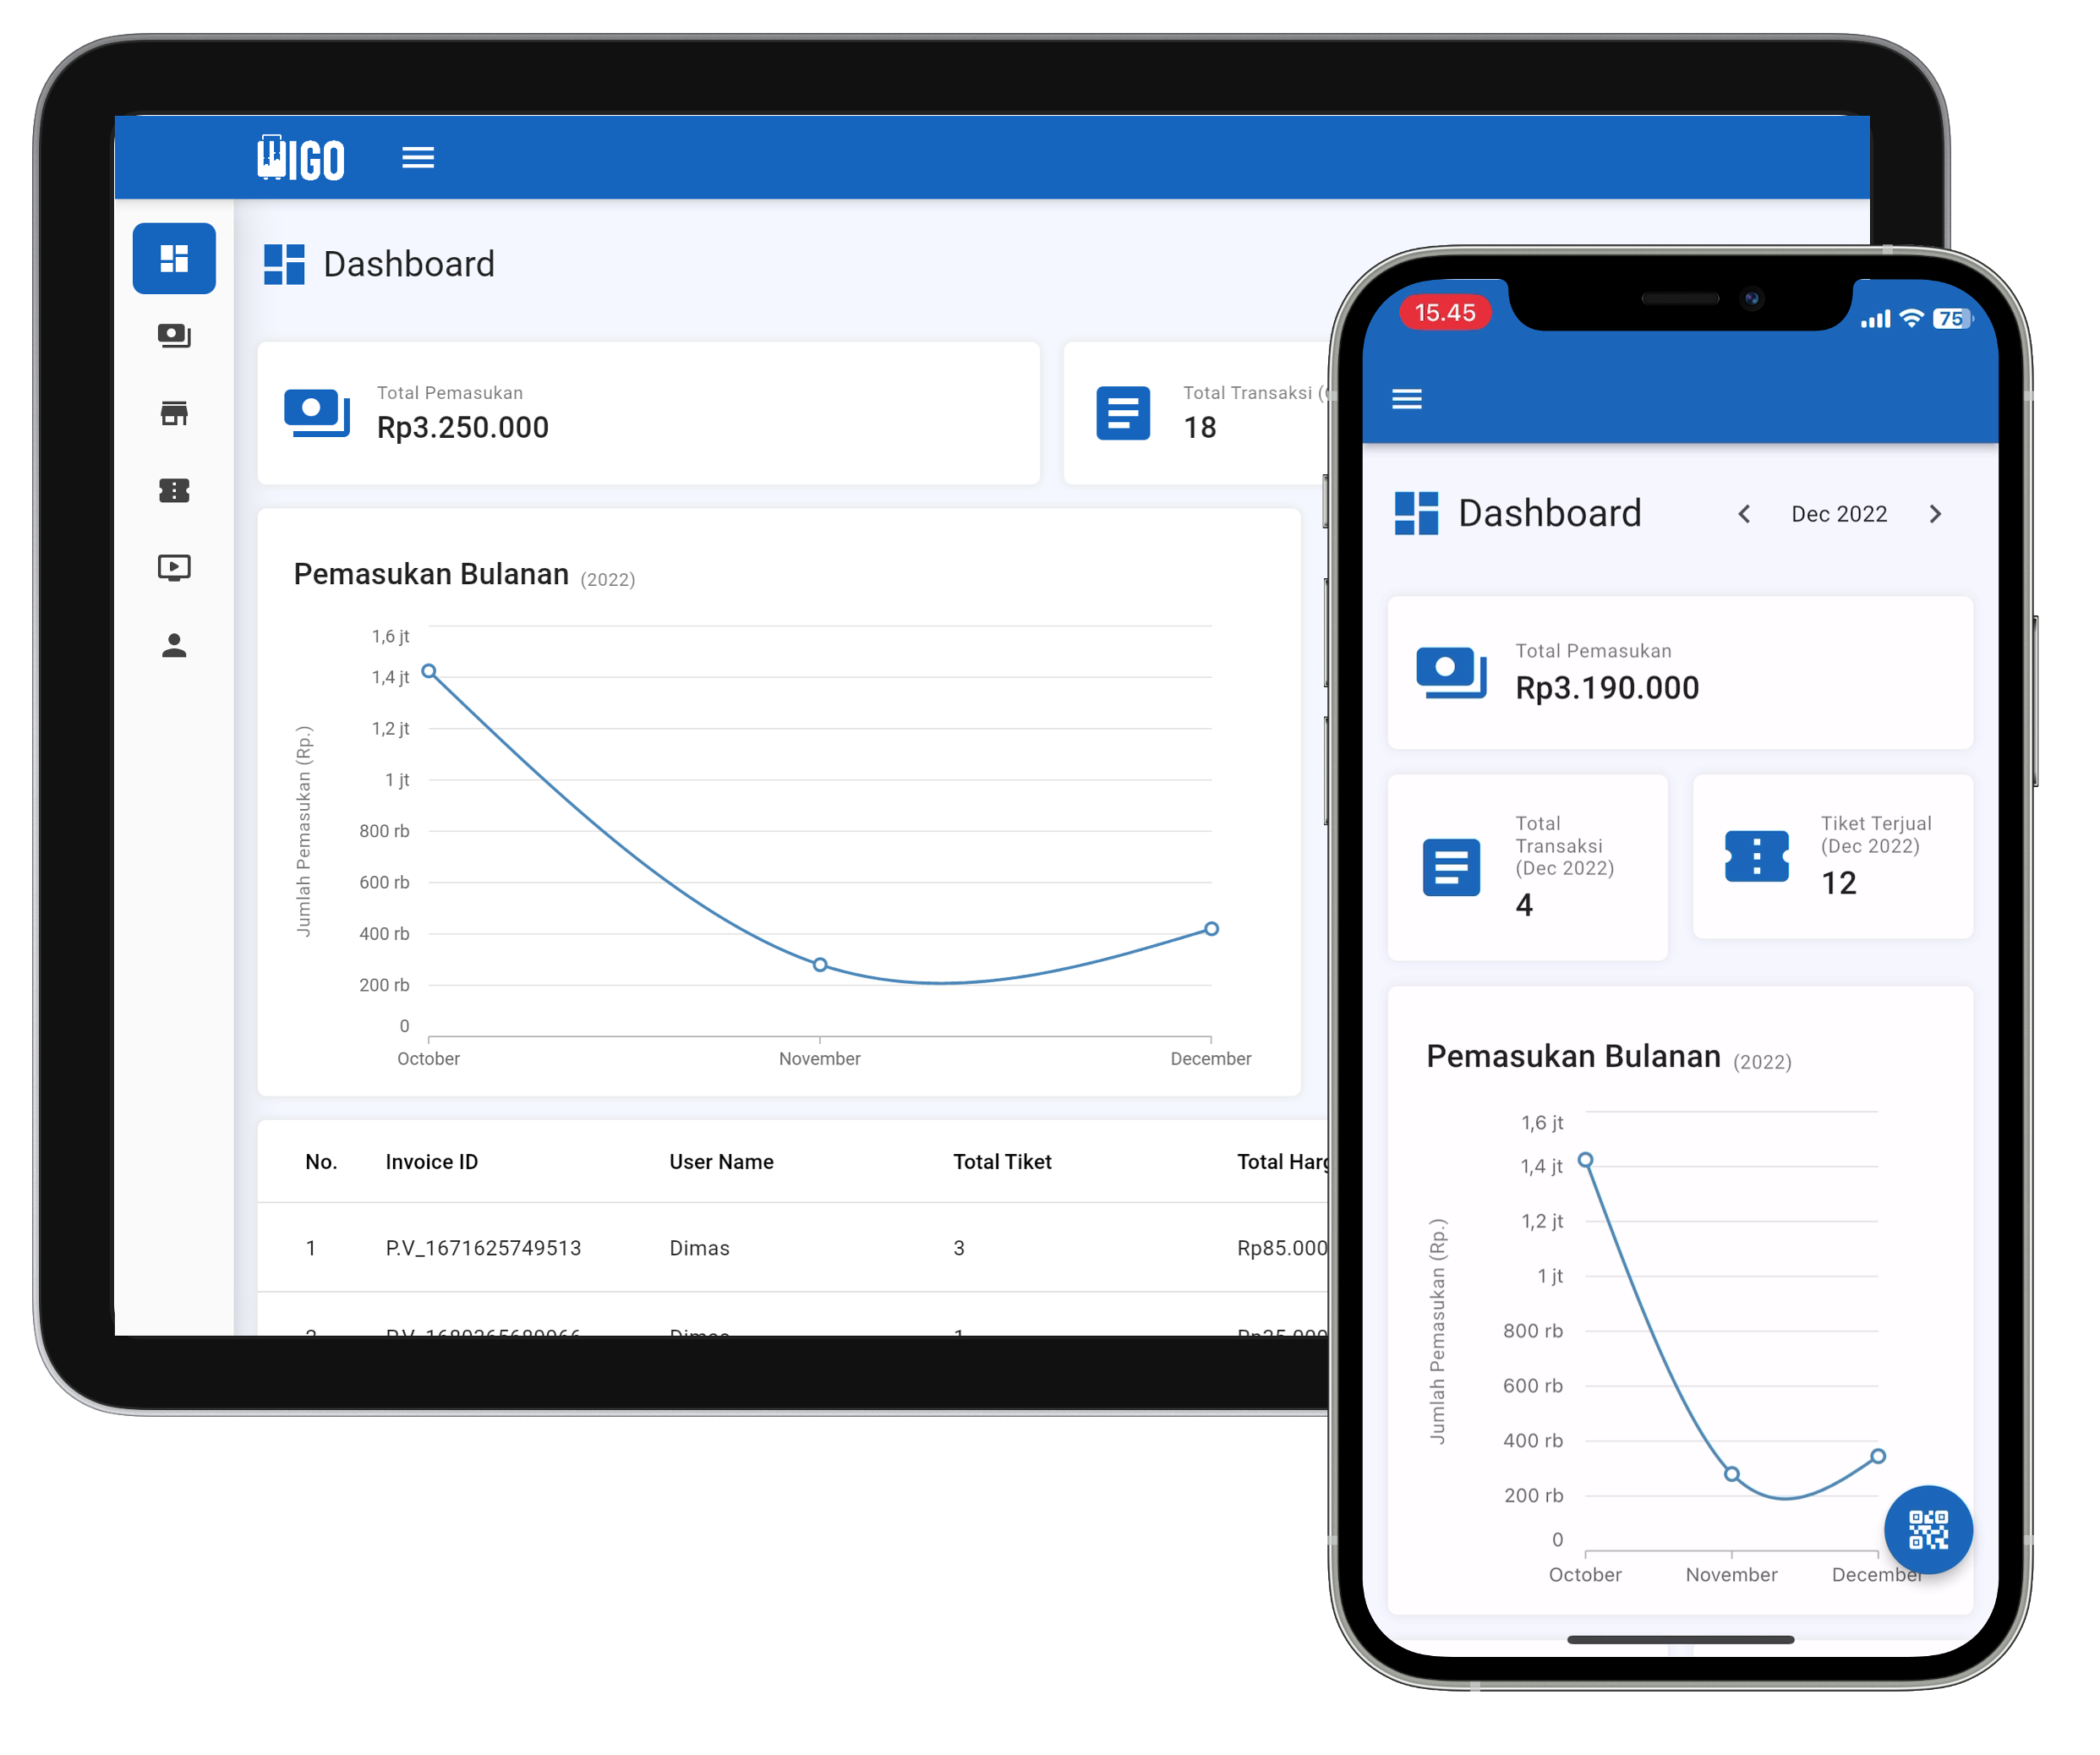 WIGO
Dashboard
Total Pemasukan
Rp3.250.000
Total Transaksi (
18
Pemasukan Bulanan (2022)
Jumlah Pemasukan (Rp.)
1,6 jt
1,4 jt
1,2 jt
1 jt
800 rb
600 rb
400 rb
200 rb
0
October November December
No. Invoice ID User Name Total Tiket Total Harg
1 P.V_1671625749513 Dimas 3 Rp85.000
15.45
75
Dashboard
Dec 2022
Total Pemasukan
Rp3.190.000
Total
Transaksi
(Dec 2022)
4
Tiket Terjual
(Dec 2022)
12
Pemasukan Bulanan (2022)
Jumlah Pemasukan (Rp.)
1,6 jt
1,4 jt
1,2 jt
1 jt
800 rb
600 rb
400 rb
200 rb
0
October November December